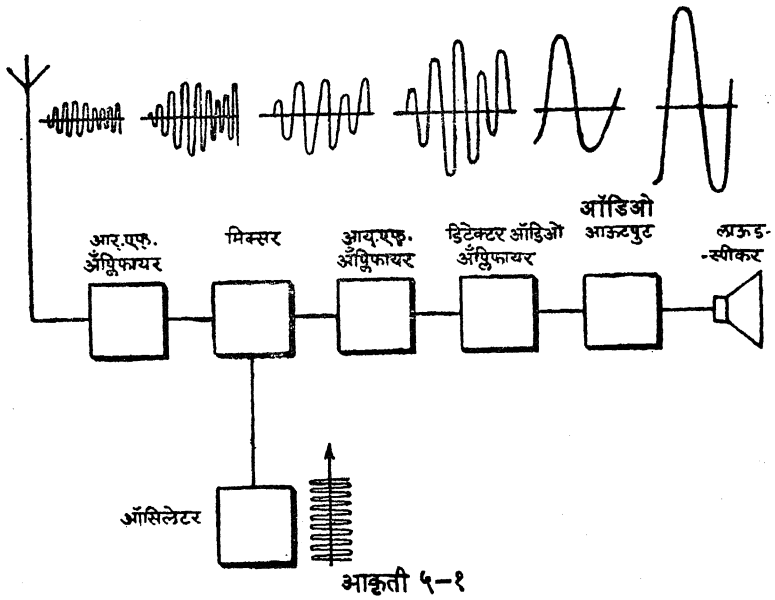 आर.एफ.
अँप्लिफायर
मिक्सर
आय.एफ.
अँप्लिफायर
डिटेक्टर ऑडिओ
अँप्लिफायर
ऑडिओ
आऊटपुट
लाऊड-
-स्पीकर
ऑसिलेटर
आकृती ५-१